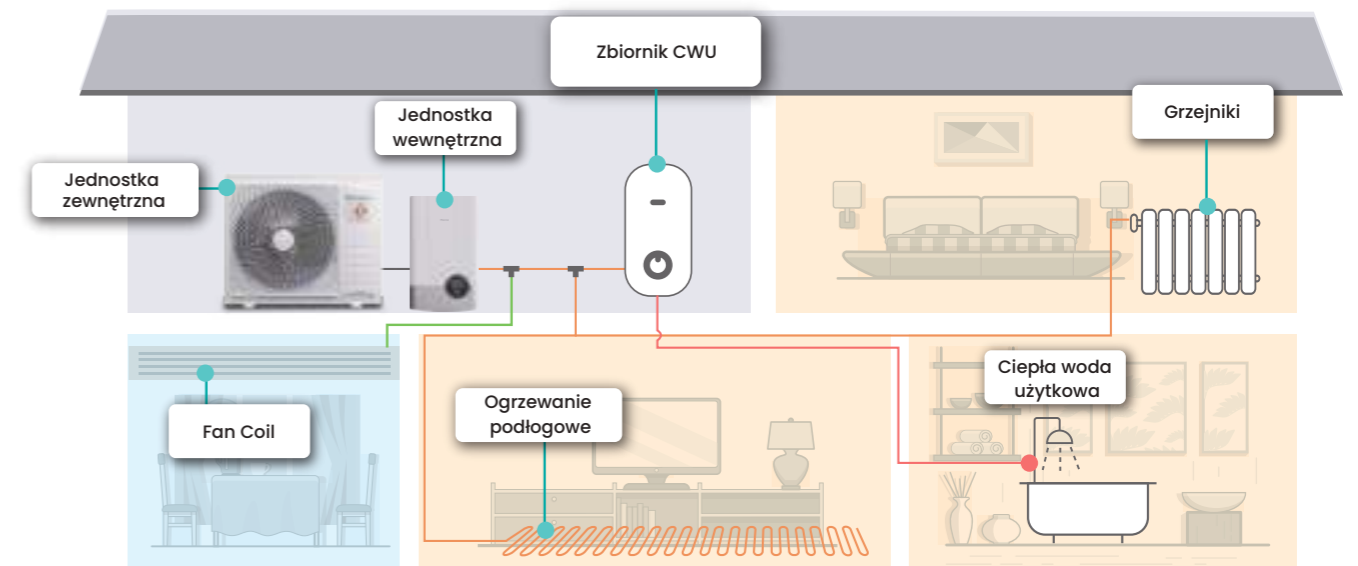 Zbiornik CWU
Jednostka
wewnętrzna
Grzejniki
Jednostka
zewnętrzna
Ciepła woda
użytkowa
Ogrzewanie
podłogowe
Fan Coil